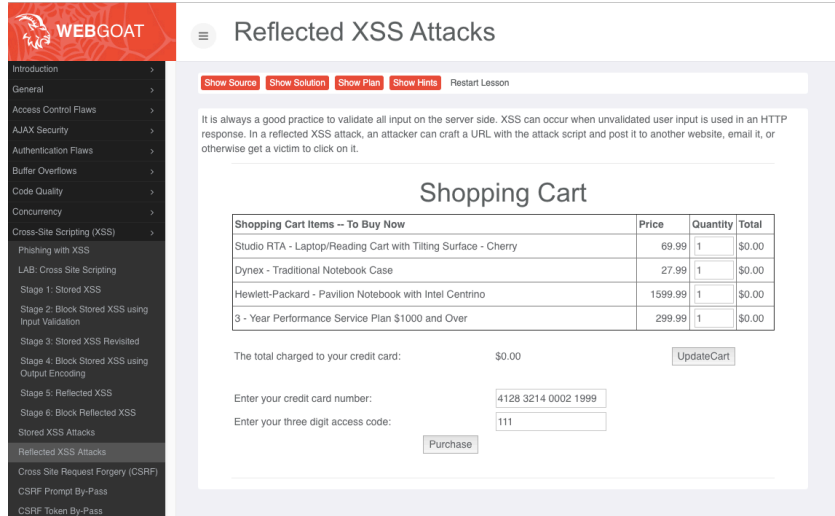 WEBGOAT
≡ Reflected XSS Attacks
Introduction >
General >
Access Control Flaws >
AJAX Security >
Authentication Flaws >
Buffer Overflows >
Code Quality >
Concurrency >
Cross-Site Scripting (XSS) >
Phishing with XSS
LAB: Cross Site Scripting
Stage 1: Stored XSS
Stage 2: Block Stored XSS using
Input Validation
Stage 3: Stored XSS Revisited
Stage 4: Block Stored XSS using
Output Encoding
Stage 5: Reflected XSS
Stage 6: Block Reflected XSS
Stored XSS Attacks
Reflected XSS Attacks
Cross Site Request Forgery (CSRF)
CSRF Prompt By-Pass
CSRF Token By-Pass
Show Source Show Solution Show Plan Show Hints Restart Lesson
It is always a good practice to validate all input on the server side. XSS can occur when unvalidated user input is used in an HTTP
response. In a reflected XSS attack, an attacker can craft a URL with the attack script and post it to another website, email it, or
otherwise get a victim to click on it.
Shopping Cart
Shopping Cart Items -- To Buy Now Price Quantity Total
Studio RTA - Laptop/Reading Cart with Tilting Surface - Cherry 69.99 1 $0.00
Dynex - Traditional Notebook Case 27.99 1 $0.00
Hewlett-Packard - Pavilion Notebook with Intel Centrino 1599.99 1 $0.00
3 - Year Performance Service Plan $1000 and Over 299.99 1 $0.00
The total charged to your credit card: $0.00 UpdateCart
Enter your credit card number: 4128 3214 0002 1999
Enter your three digit access code: 111
Purchase